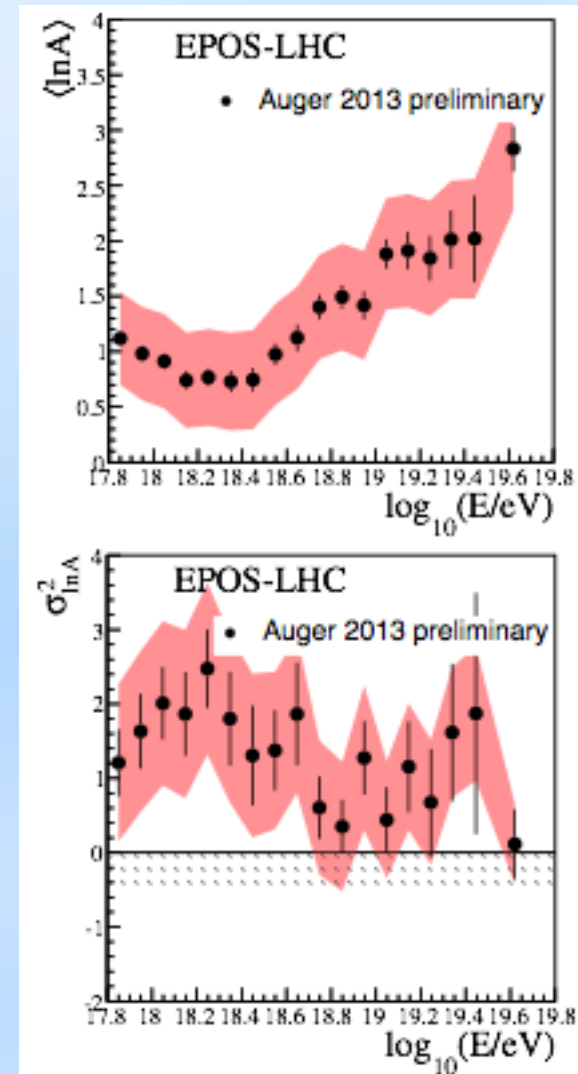 EPOS-LHC
Auger 2013 preliminary
⟨lnA⟩
4
3.5
3
2.5
2
1.5
1
0.5
0
17.8 18 18.2 18.4 18.6 18.8 19 19.2 19.4 19.6 19.8
log₁₀(E/eV)
EPOS-LHC
Auger 2013 preliminary
σ²lnA
4
3
2
1
0
-1
-2
17.8 18 18.2 18.4 18.6 18.8 19 19.2 19.4 19.6 19.8
log₁₀(E/eV)